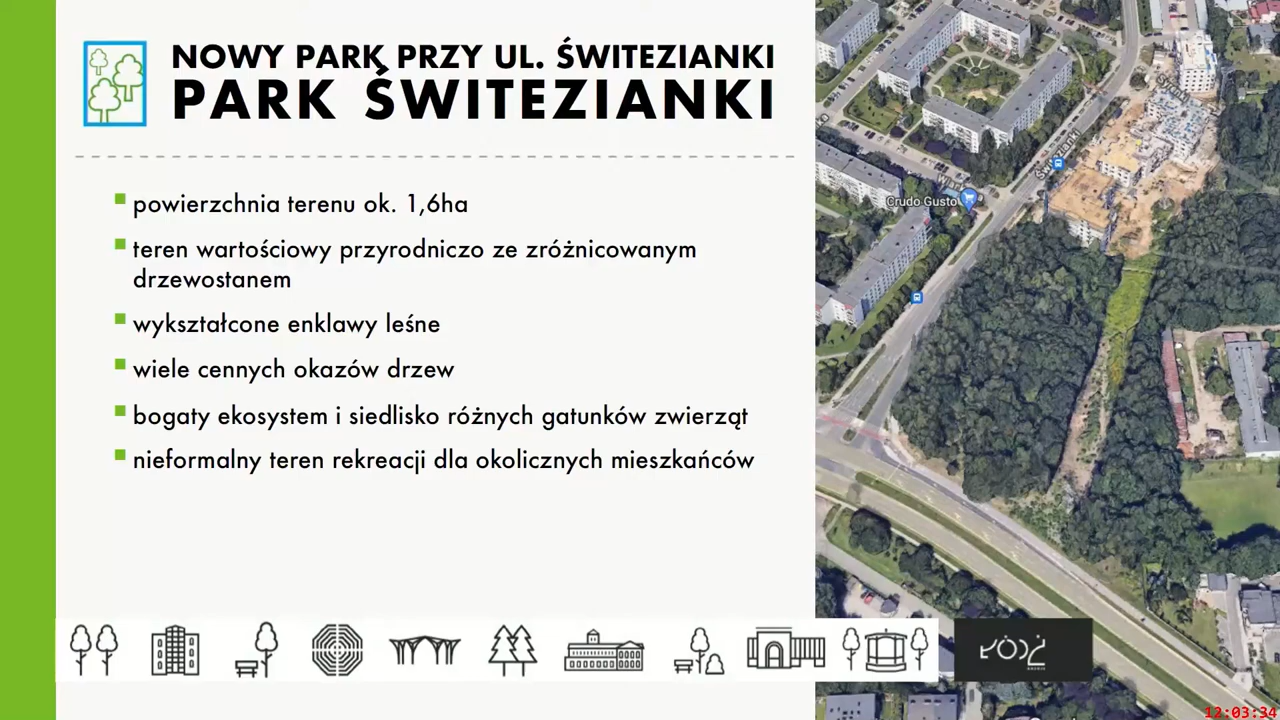 NOWY PARK PRZY UL. ŚWITEZIANKI
PARK ŚWITEZIANKI
powierzchnia terenu ok. 1,6ha
teren wartościowy przyrodniczo ze zróżnicowanym
drzewostanem
wykształcone enklawy leśne
wiele cennych okazów drzew
bogaty ekosystem i siedlisko różnych gatunków zwierząt
nieformalny teren rekreacji dla okolicznych mieszkańców
Świtezianki
Crudo Gusto
12:03:34